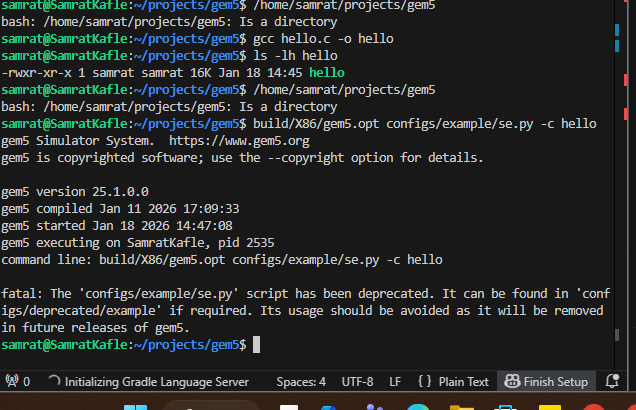 samrat@SamratKafle:~/projects/gem5$ /home/samrat/projects/gem5
bash: /home/samrat/projects/gem5: Is a directory
samrat@SamratKafle:~/projects/gem5$ gcc hello.c -o hello
samrat@SamratKafle:~/projects/gem5$ ls -lh hello
-rwxr-xr-x 1 samrat samrat 16K Jan 18 14:45 hello
samrat@SamratKafle:~/projects/gem5$ /home/samrat/projects/gem5
bash: /home/samrat/projects/gem5: Is a directory
samrat@SamratKafle:~/projects/gem5$ build/X86/gem5.opt configs/example/se.py -c hello
gem5 Simulator System.  https://www.gem5.org
gem5 is copyrighted software; use the --copyright option for details.

gem5 version 25.1.0.0
gem5 compiled Jan 11 2026 17:09:33
gem5 started Jan 18 2026 14:47:08
gem5 executing on SamratKafle, pid 2535
command line: build/X86/gem5.opt configs/example/se.py -c hello

fatal: The 'configs/example/se.py' script has been deprecated. It can be found in 'conf
igs/deprecated/example' if required. Its usage should be avoided as it will be removed
in future releases of gem5.
samrat@SamratKafle:~/projects/gem5$
0 Initializing Gradle Language Server Spaces: 4 UTF-8 LF {} Plain Text Finish Setup